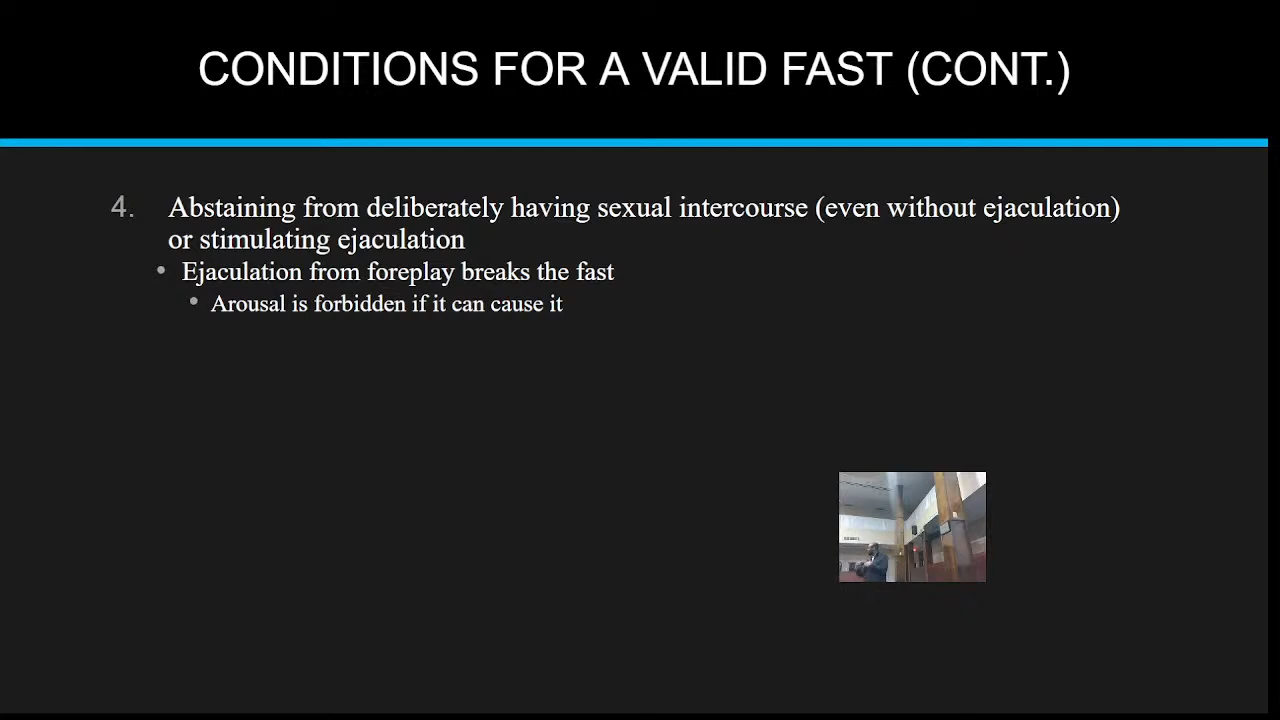 CONDITIONS FOR A VALID FAST (CONT.)
4. Abstaining from deliberately having sexual intercourse (even without ejaculation)
or stimulating ejaculation
• Ejaculation from foreplay breaks the fast
• Arousal is forbidden if it can cause it